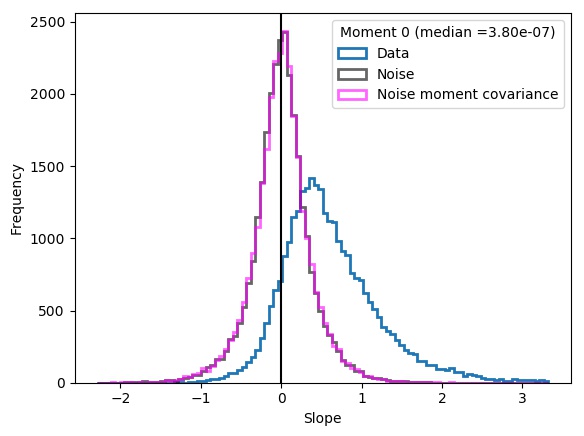 Moment 0 (median =3.80e-07)
Data
Noise
Noise moment covariance
2500
2000
1500
1000
500
0
Frequency
−2
−1
0
1
2
3
Slope